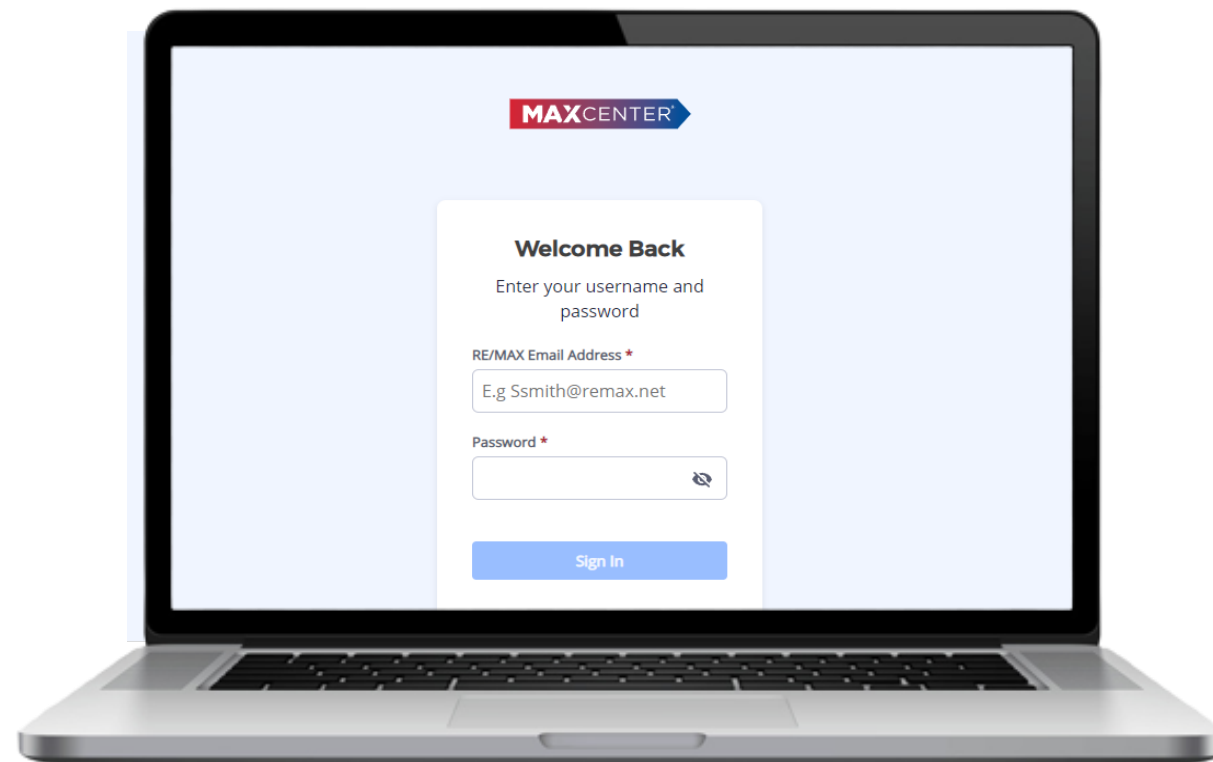 MAXCENTER®
Welcome Back
Enter your username and
password
RE/MAX Email Address *
E.g Ssmith@remax.net
Password *
Sign In